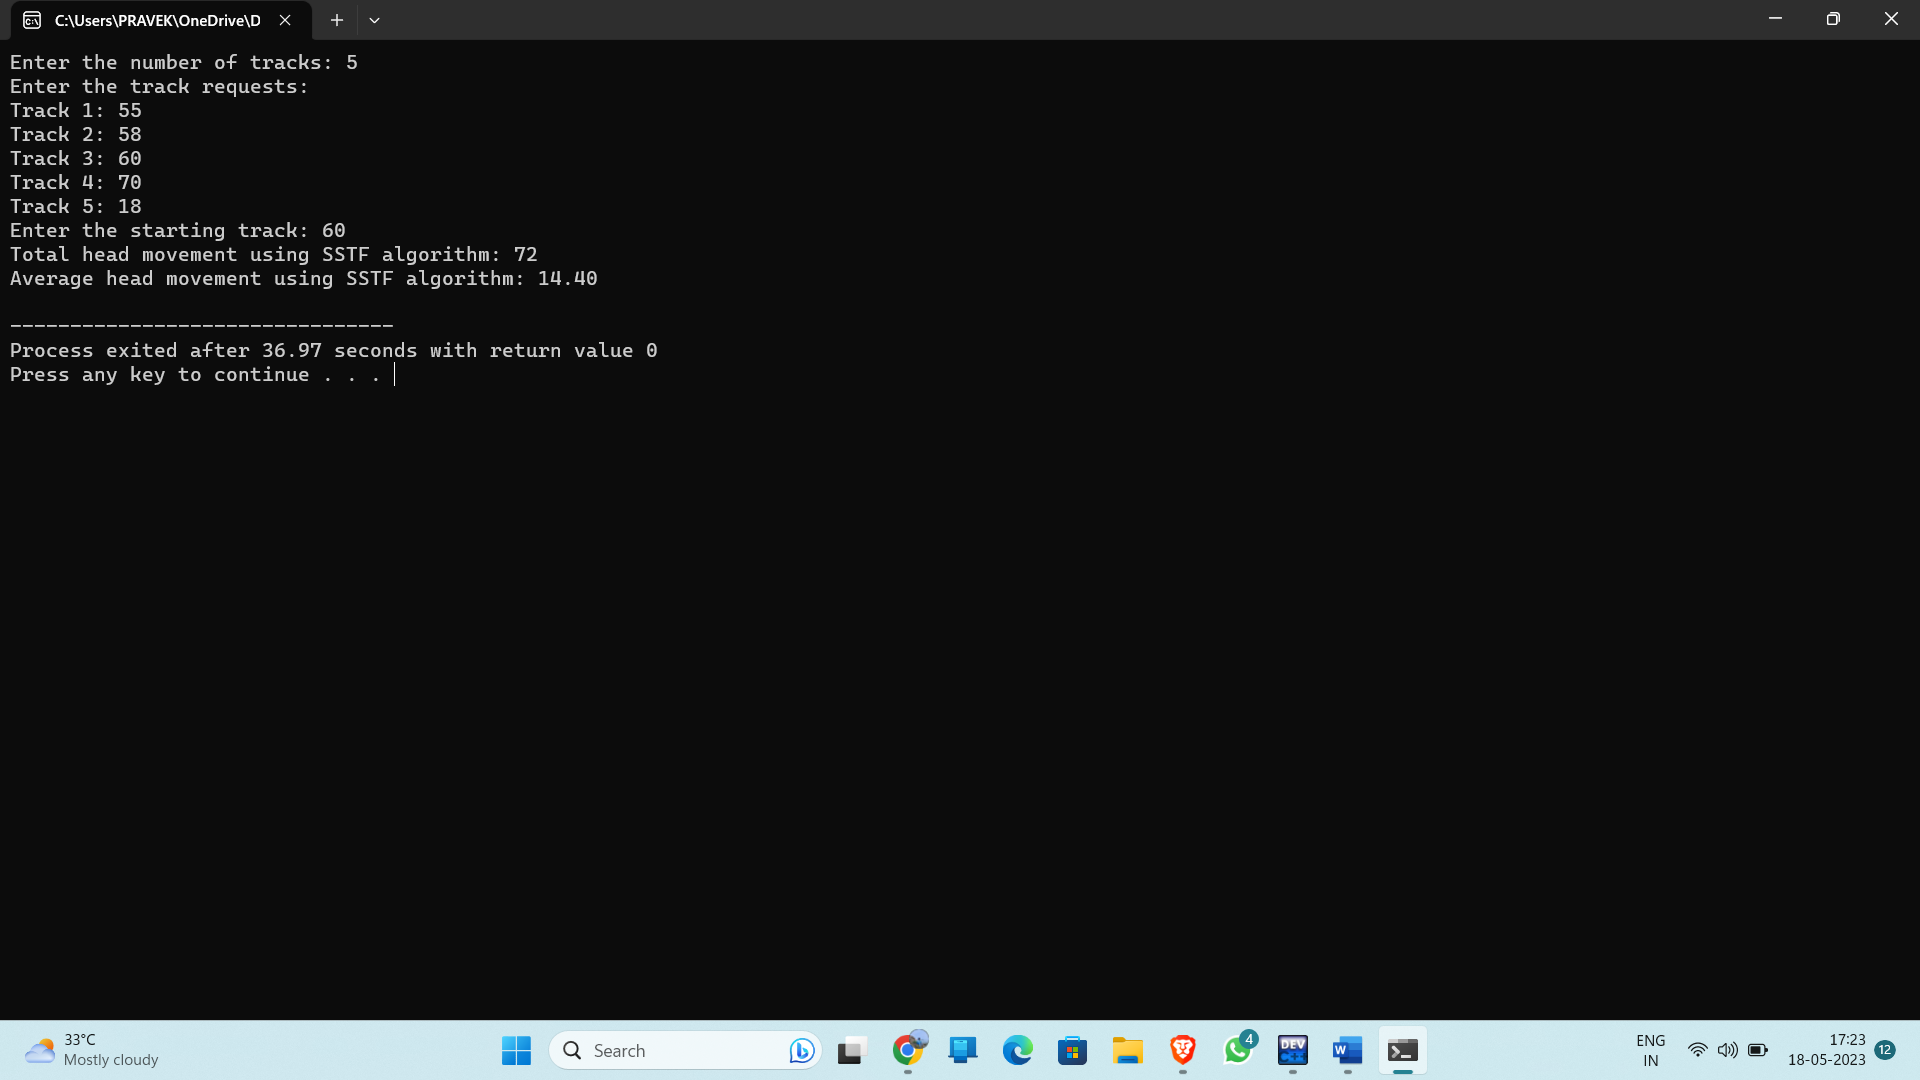 C:\Users\PRAVEK\OneDrive\D
Enter the number of tracks: 5
Enter the track requests:
Track 1: 55
Track 2: 58
Track 3: 60
Track 4: 70
Track 5: 18
Enter the starting track: 60
Total head movement using SSTF algorithm: 72
Average head movement using SSTF algorithm: 14.40
--------------------------------
Process exited after 36.97 seconds with return value 0
Press any key to continue . . .
33°C
Mostly cloudy
Search
4
DEV
C++
W
ENG
IN
17:23
18-05-2023
12